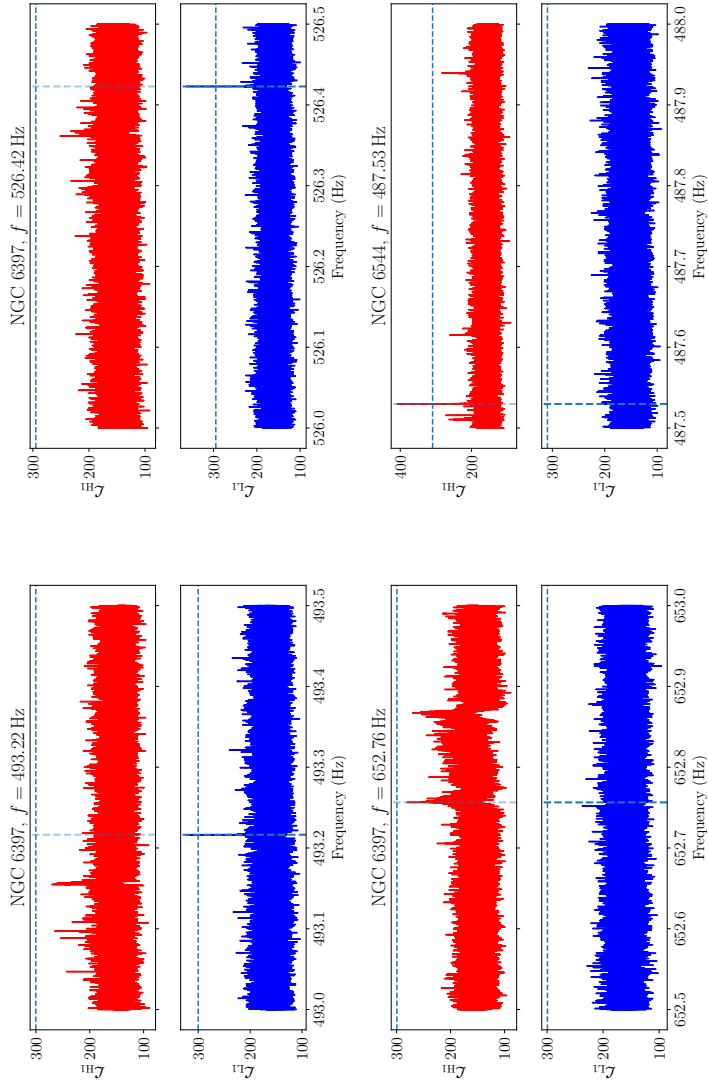 NGC 6397, f = 493.22 Hz
300
200
100
ℒH1
300
200
100
ℒL1
493.0 493.1 493.2 493.3 493.4 493.5
Frequency (Hz)
NGC 6397, f = 526.42 Hz
300
200
100
ℒH1
300
200
100
ℒL1
526.0 526.1 526.2 526.3 526.4 526.5
Frequency (Hz)
NGC 6397, f = 652.76 Hz
300
200
100
ℒH1
300
200
100
ℒL1
652.5 652.6 652.7 652.8 652.9 653.0
Frequency (Hz)
NGC 6544, f = 487.53 Hz
400
200
ℒH1
300
200
100
ℒL1
487.5 487.6 487.7 487.8 487.9 488.0
Frequency (Hz)